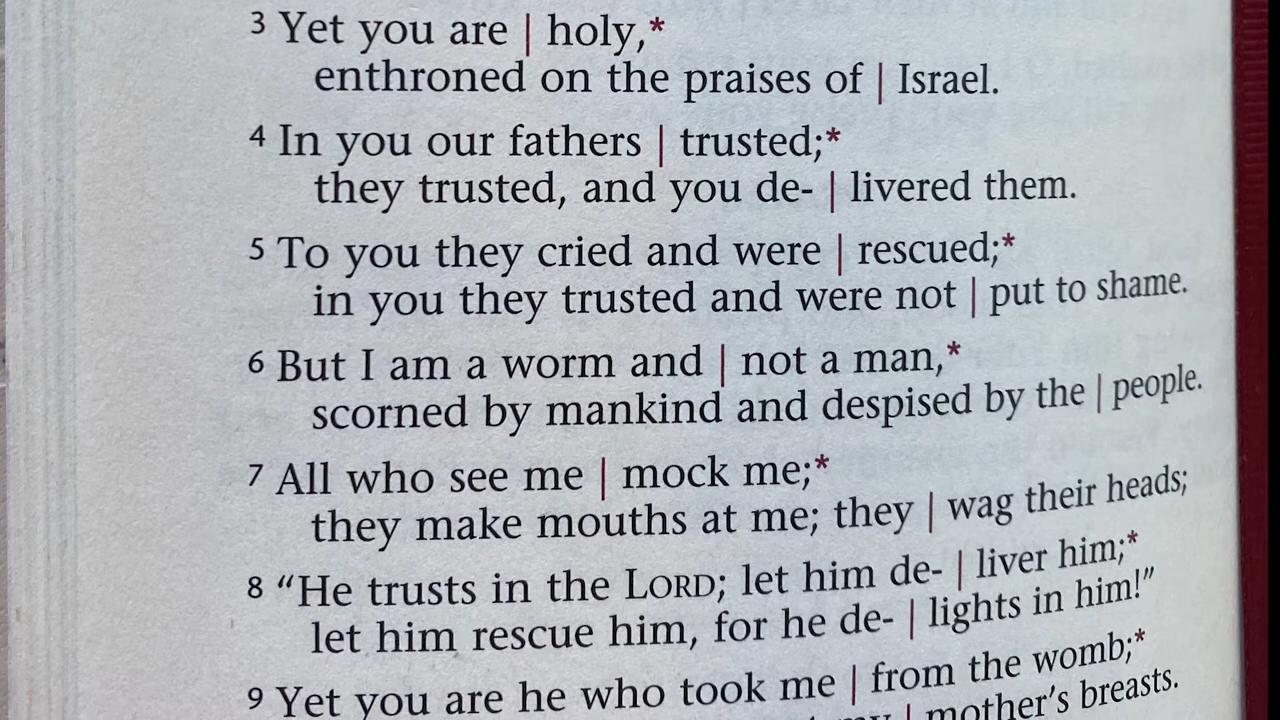 3 Yet you are | holy,*
enthroned on the praises of | Israel.
4 In you our fathers | trusted;*
they trusted, and you de- | livered them.
5 To you they cried and were | rescued;*
in you they trusted and were not | put to shame.
6 But I am a worm and | not a man,*
scorned by mankind and despised by the | people.
7 All who see me | mock me;*
they make mouths at me; they | wag their heads;
8 “He trusts in the LORD; let him de- | liver him;*
let him rescue him, for he de- | lights in him!”
9 Yet you are he who took me | from the womb;*
| mother’s breasts.